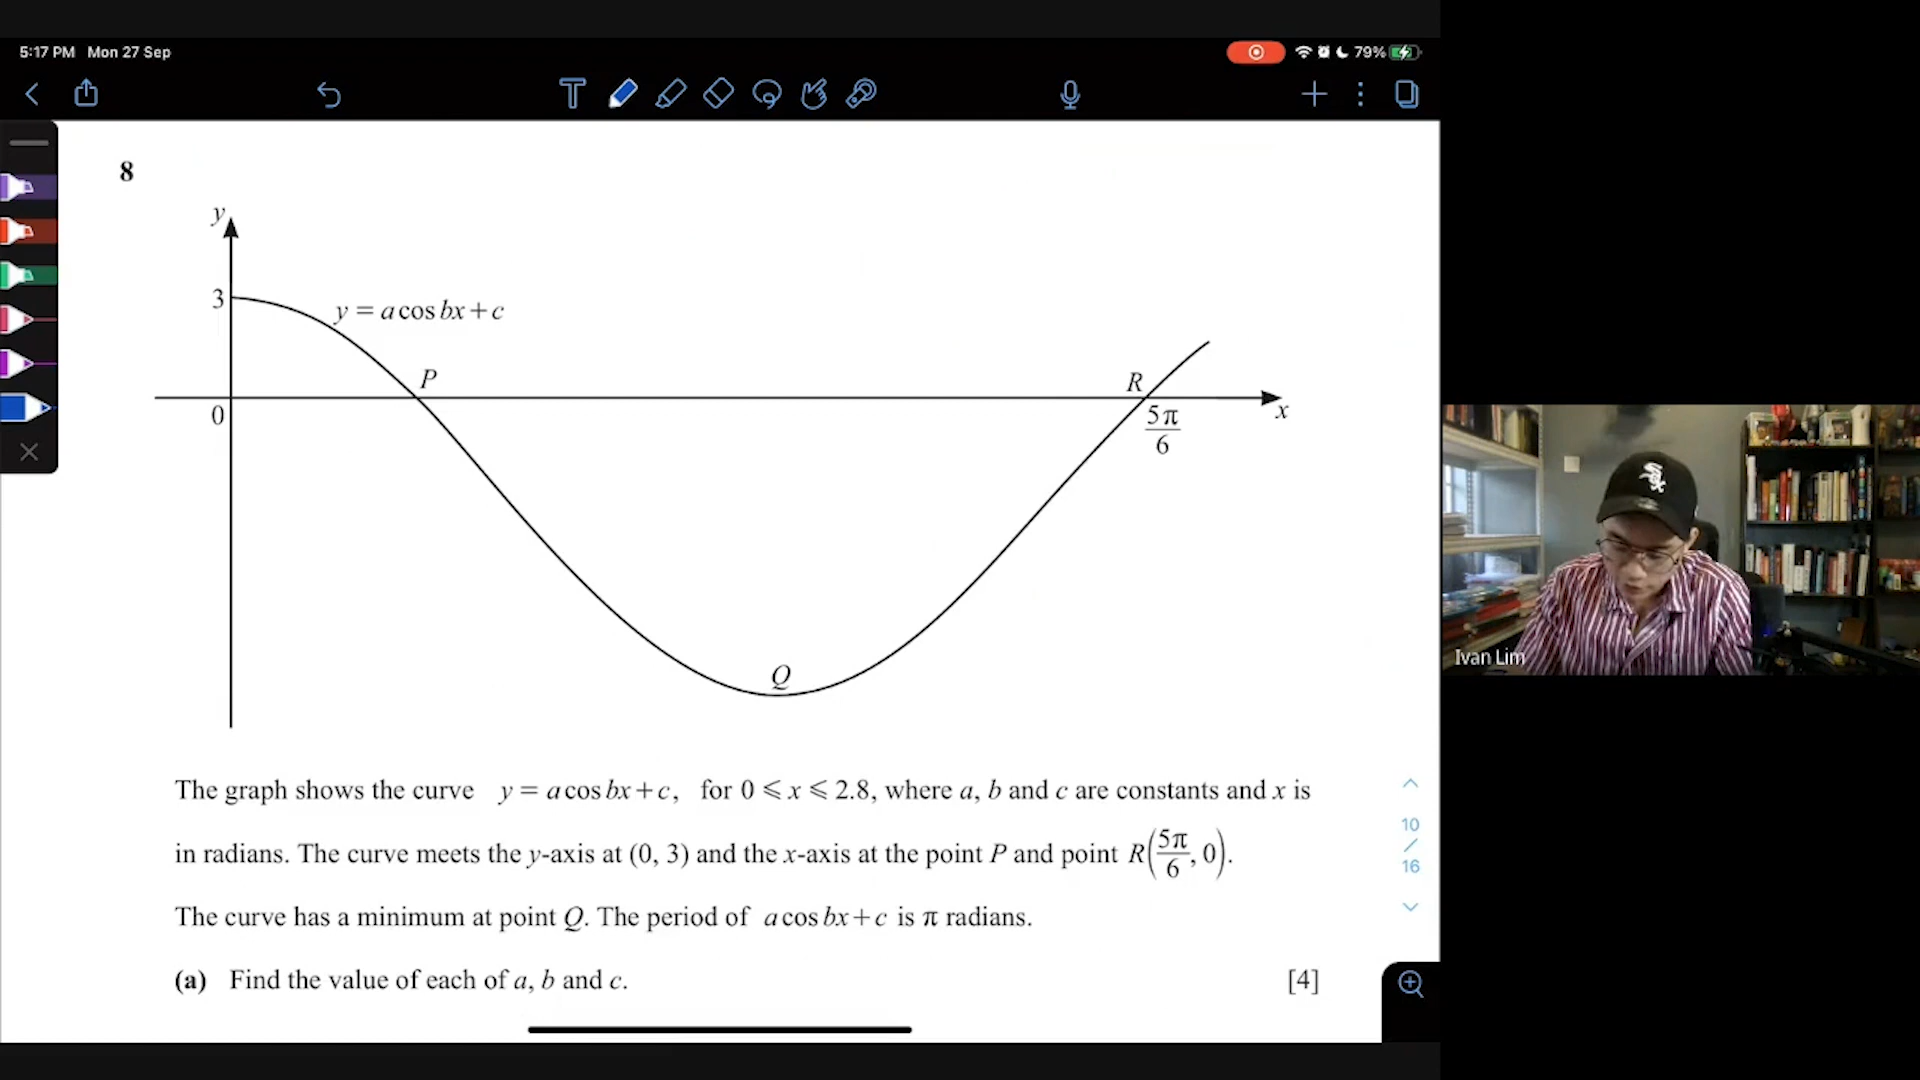 5:17 PM Mon 27 Sep
79%
8
y
3
y = a cos bx + c
P
R
0
5π/6
x
Q
The graph shows the curve y = a cos bx + c, for 0 ⩽ x ⩽ 2.8, where a, b and c are constants and x is
in radians. The curve meets the y-axis at (0, 3) and the x-axis at the point P and point R(5π/6, 0).
The curve has a minimum at point Q. The period of a cos bx + c is π radians.
(a) Find the value of each of a, b and c. [4]
10
/
16
Ivan Lim